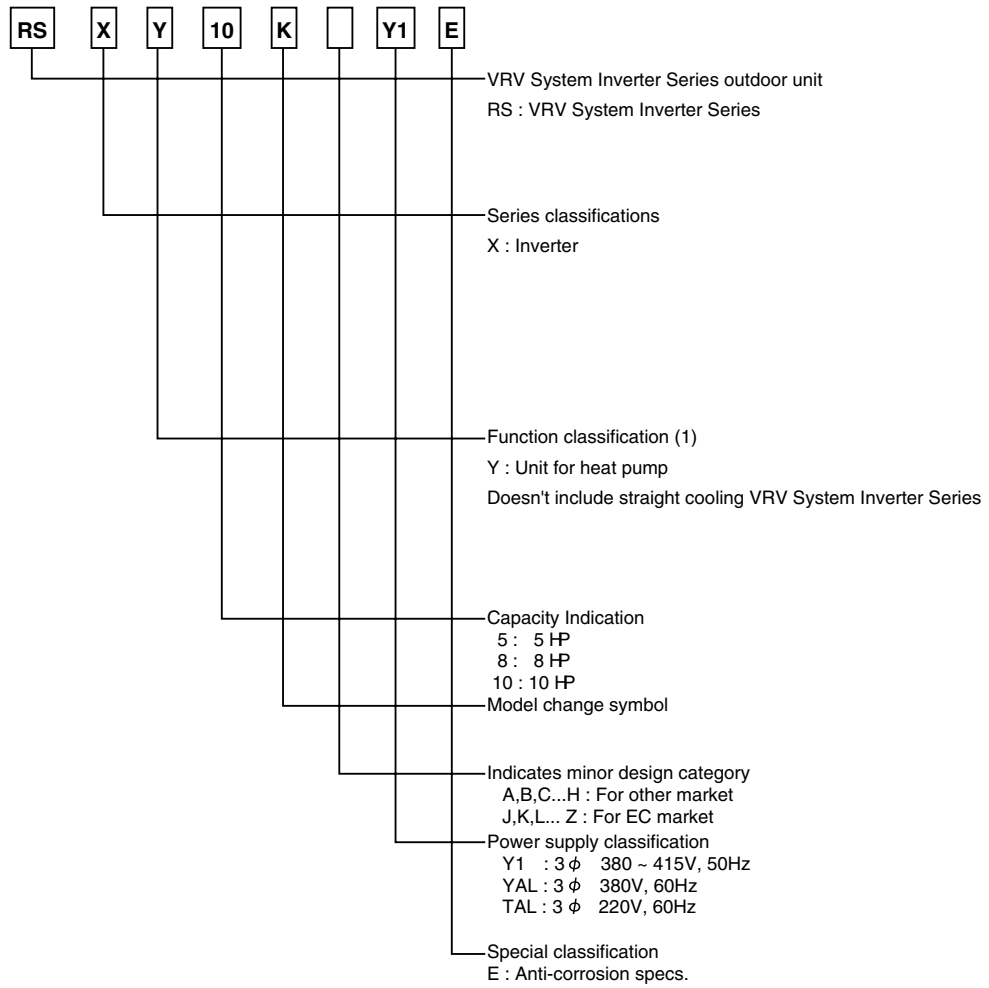 RS X Y 10 K Y1 E
VRV System Inverter Series outdoor unit
RS : VRV System Inverter Series
Series classifications
X : Inverter
Function classification (1)
Y : Unit for heat pump
Doesn't include straight cooling VRV System Inverter Series
Capacity Indication
5 : 5 HP
8 : 8 HP
10 : 10 HP
Model change symbol
Indicates minor design category
A,B,C...H : For other market
J,K,L... Z : For EC market
Power supply classification
Y1 : 3 ϕ 380 ~ 415V, 50Hz
YAL : 3 ϕ 380V, 60Hz
TAL : 3 ϕ 220V, 60Hz
Special classification
E : Anti-corrosion specs.